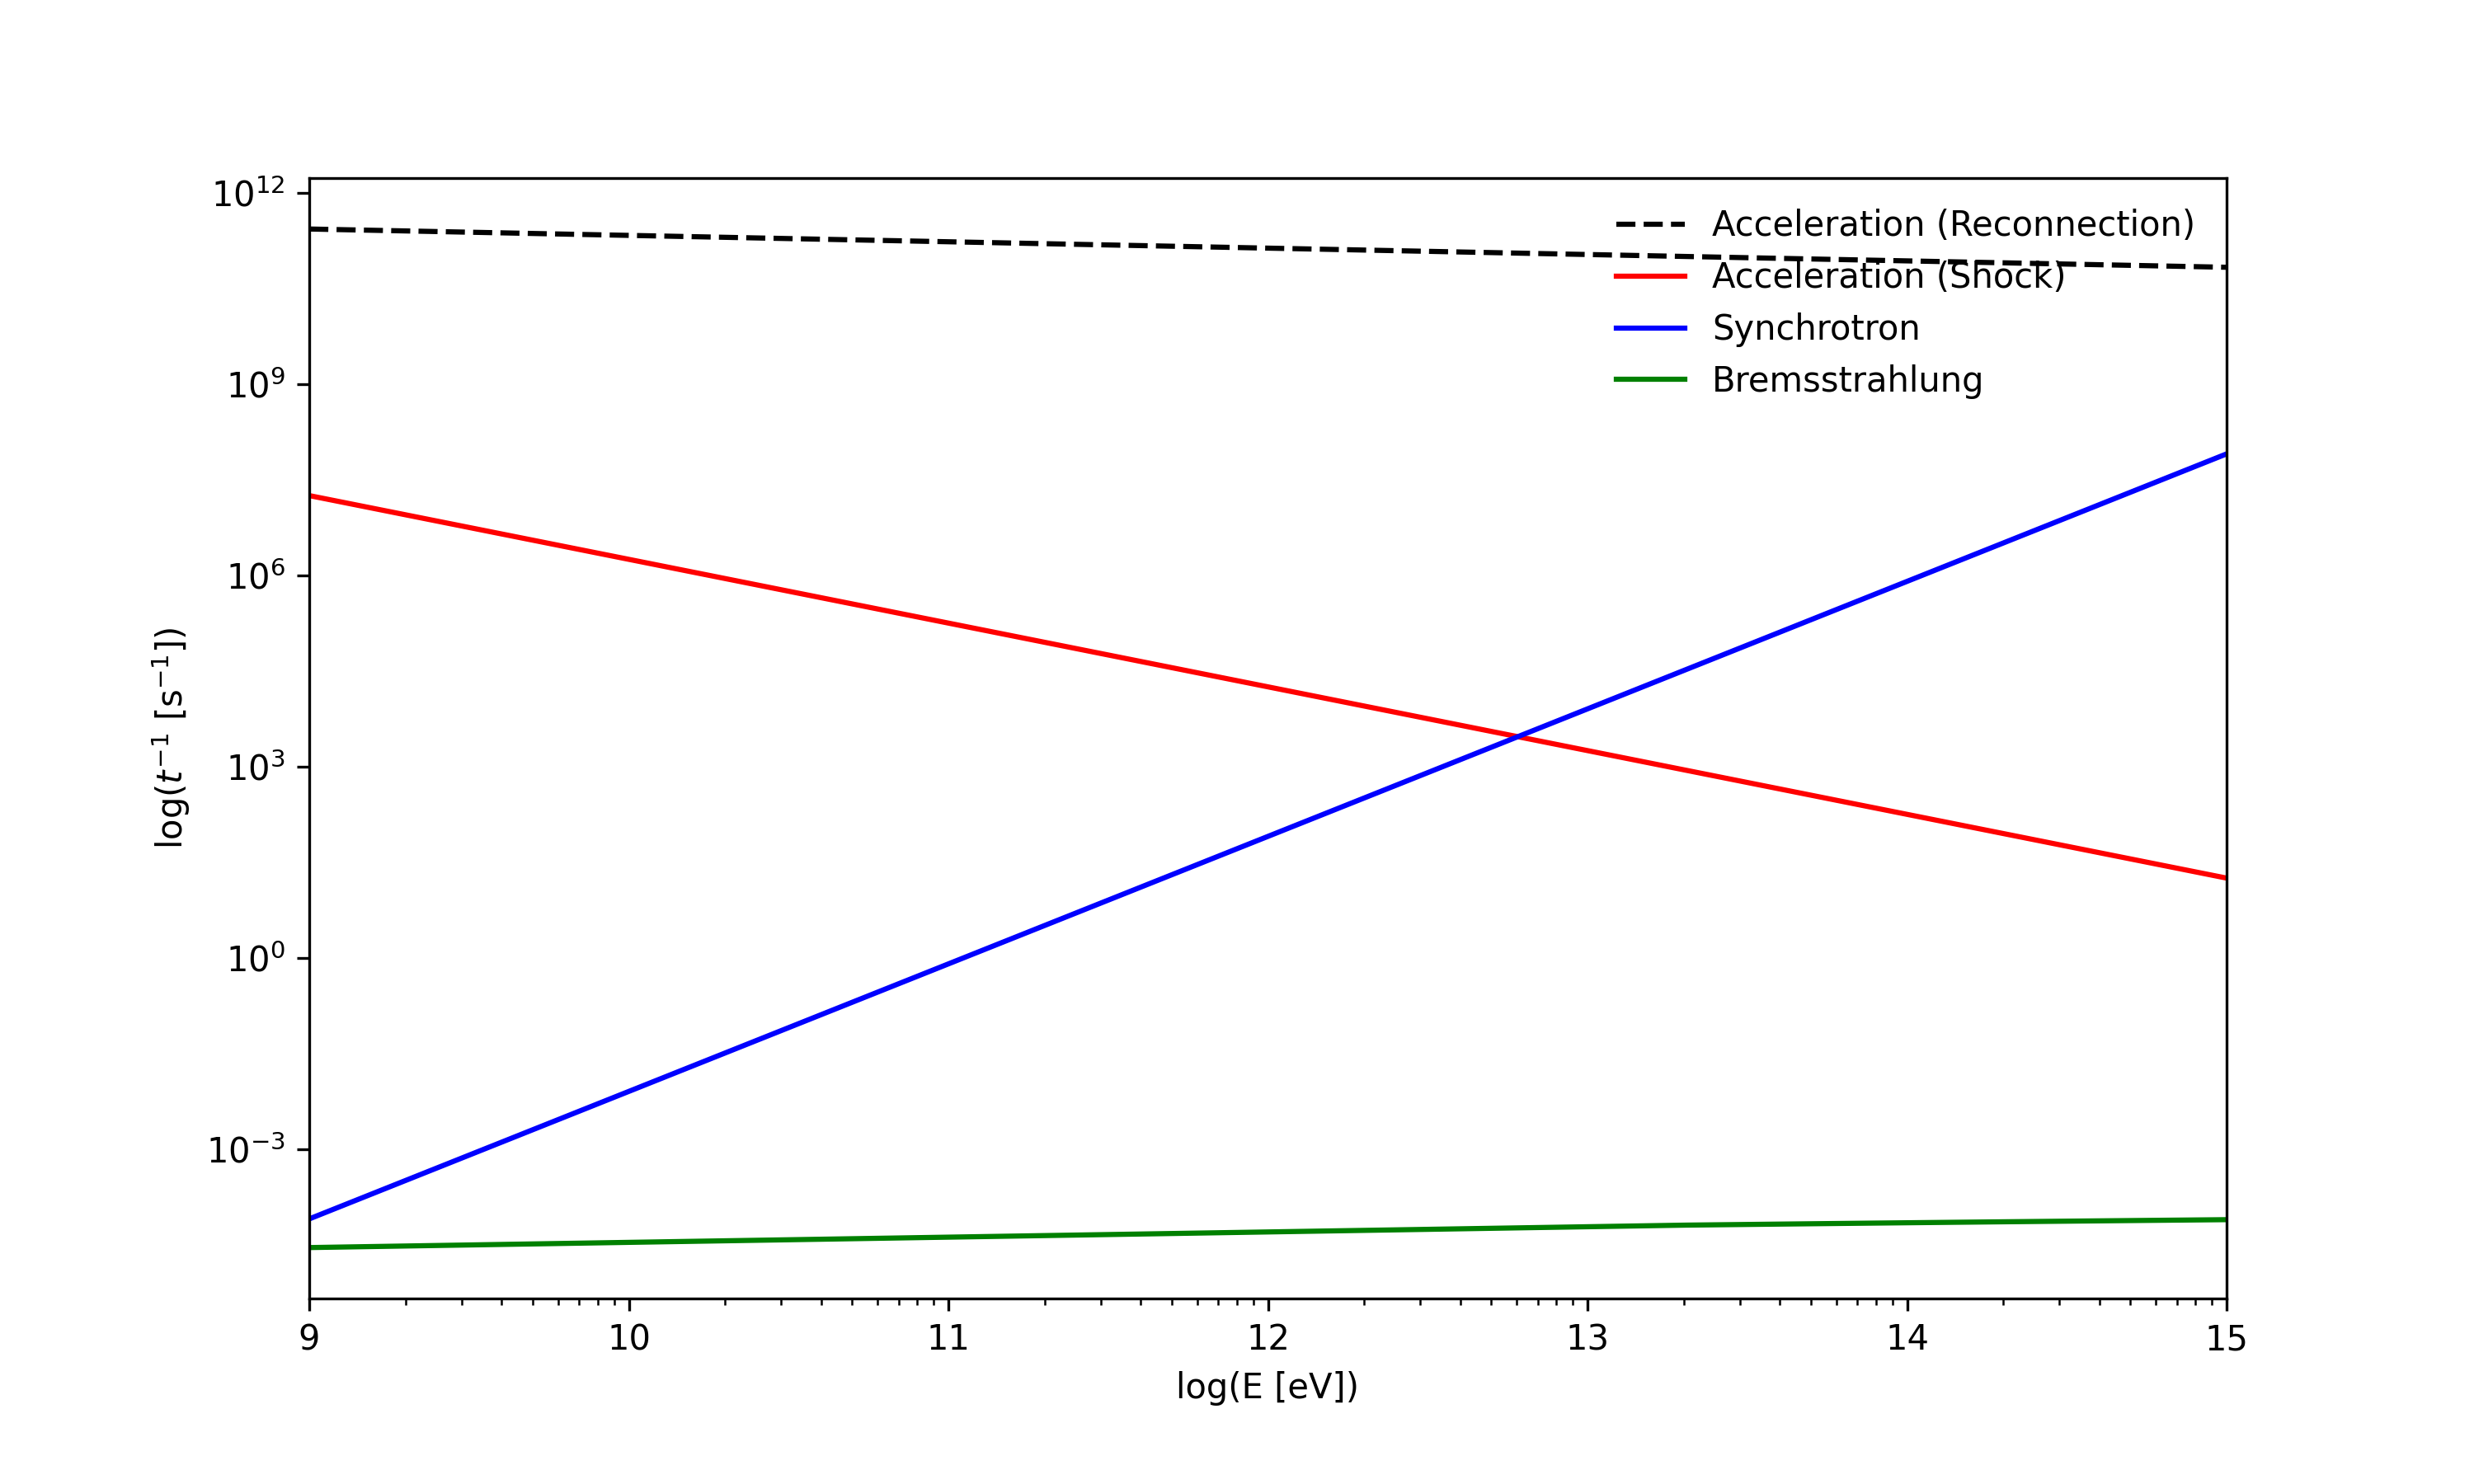 10¹²
10⁹
10⁶
10³
10⁰
10⁻³
log(t⁻¹ [s⁻¹])
Acceleration (Reconnection)
Acceleration (Shock)
Synchrotron
Bremsstrahlung
9 10 11 12 13 14 15
log(E [eV])